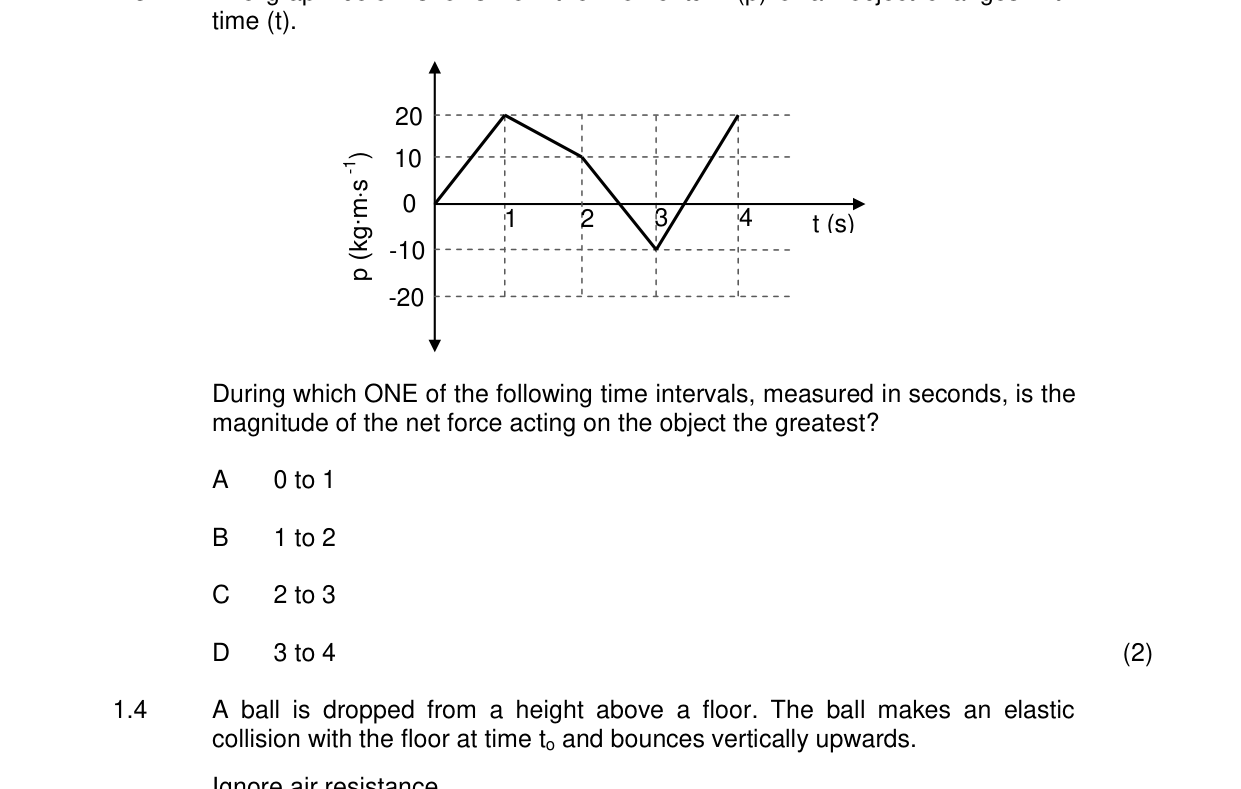 time (t).
20
10
0
-10
-20
p (kg·m·s⁻¹)
1 2 3 4
t (s)
During which ONE of the following time intervals, measured in seconds, is the
magnitude of the net force acting on the object the greatest?
A 0 to 1
B 1 to 2
C 2 to 3
D 3 to 4 (2)
1.4 A ball is dropped from a height above a floor. The ball makes an elastic
collision with the floor at time t₀ and bounces vertically upwards.
Ignore air resistance